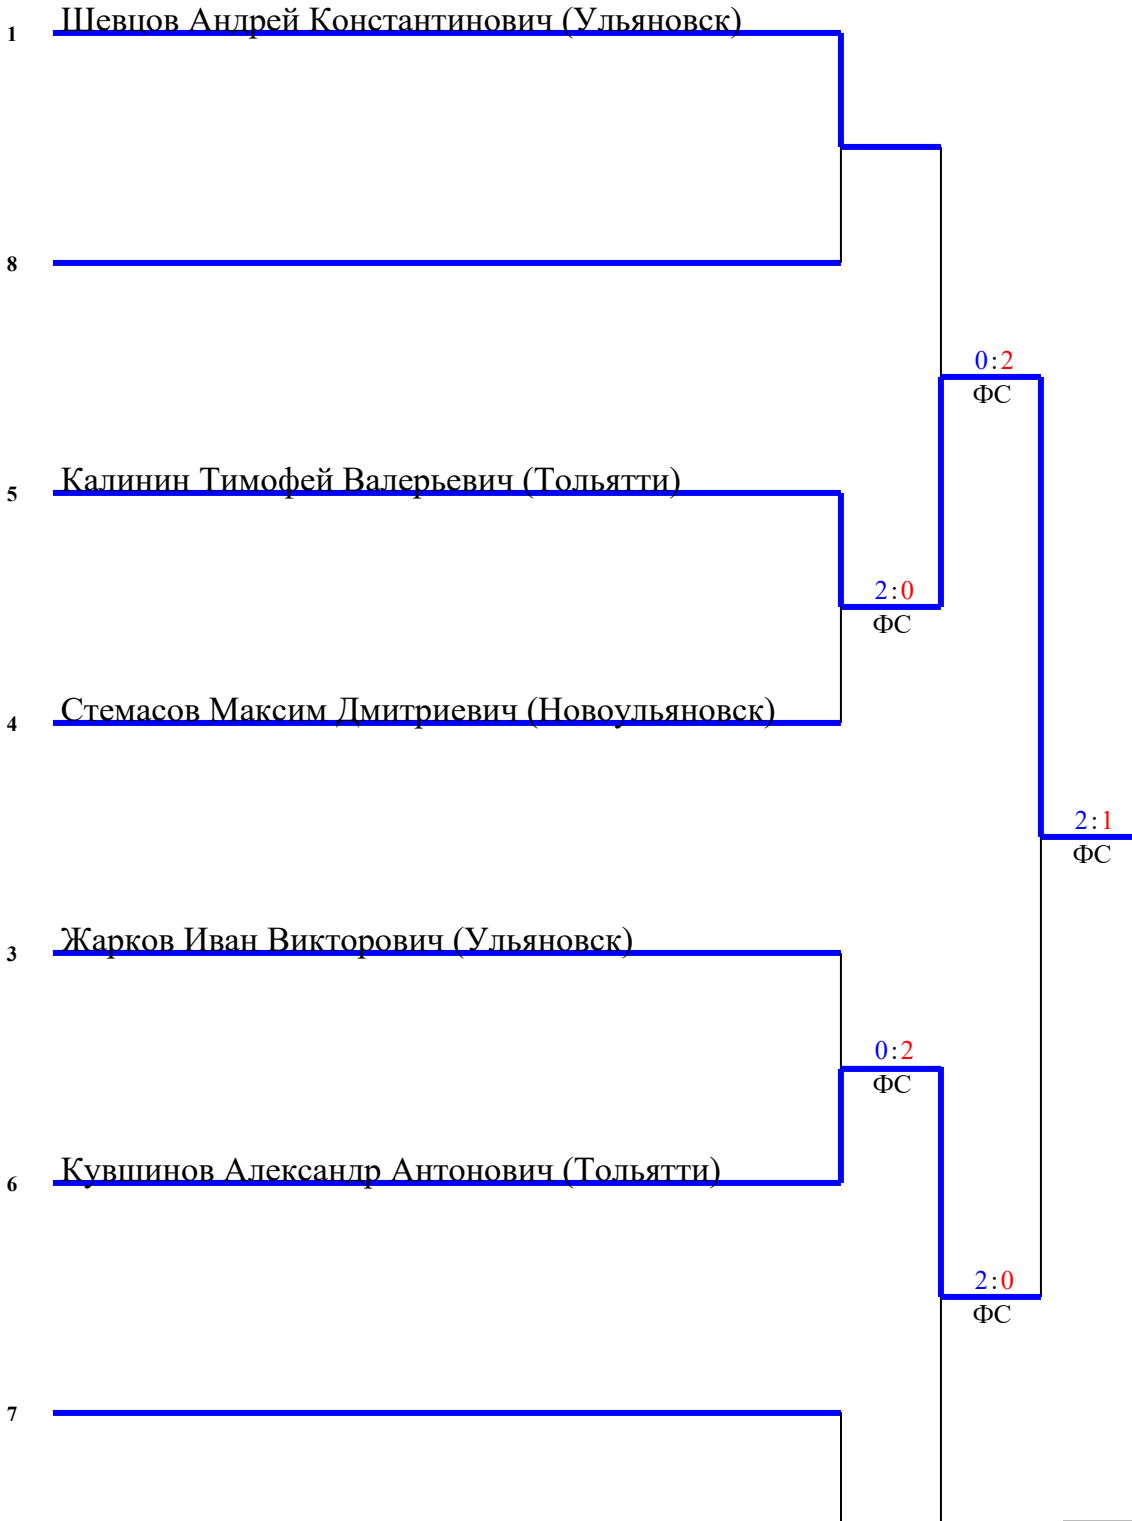 1 Шевцов Андрей Константинович (Ульяновск)
8
0:2
ФС
5 Калинин Тимофей Валерьевич (Тольятти)
2:0
ФС
4 Стемасов Максим Дмитриевич (Новоульяновск)
2:1
ФС
3 Жарков Иван Викторович (Ульяновск)
0:2
ФС
6 Кувшинов Александр Антонович (Тольятти)
2:0
ФС
7